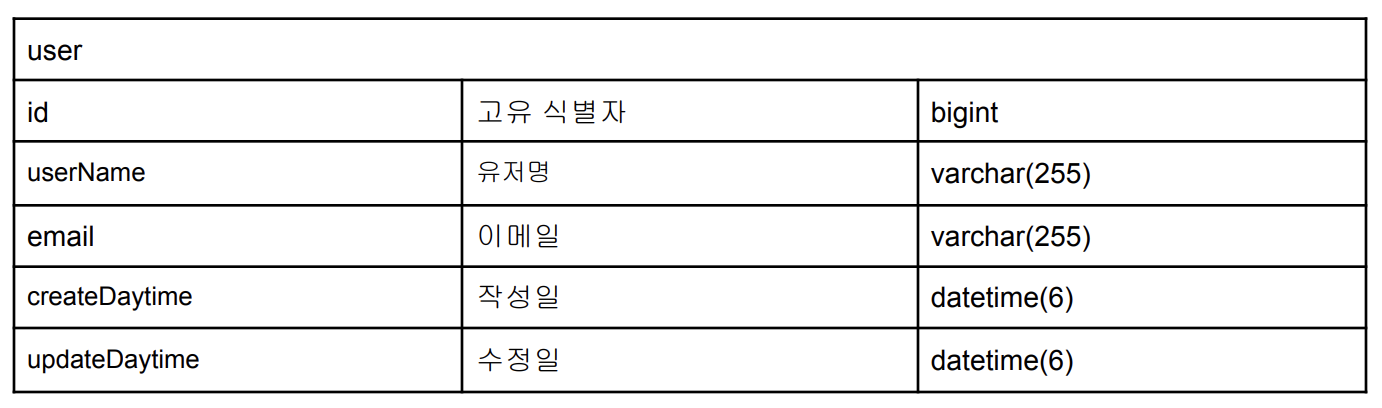 user
id 고유 식별자 bigint
userName 유저명 varchar(255)
email 이메일 varchar(255)
createDaytime 작성일 datetime(6)
updateDaytime 수정일 datetime(6)